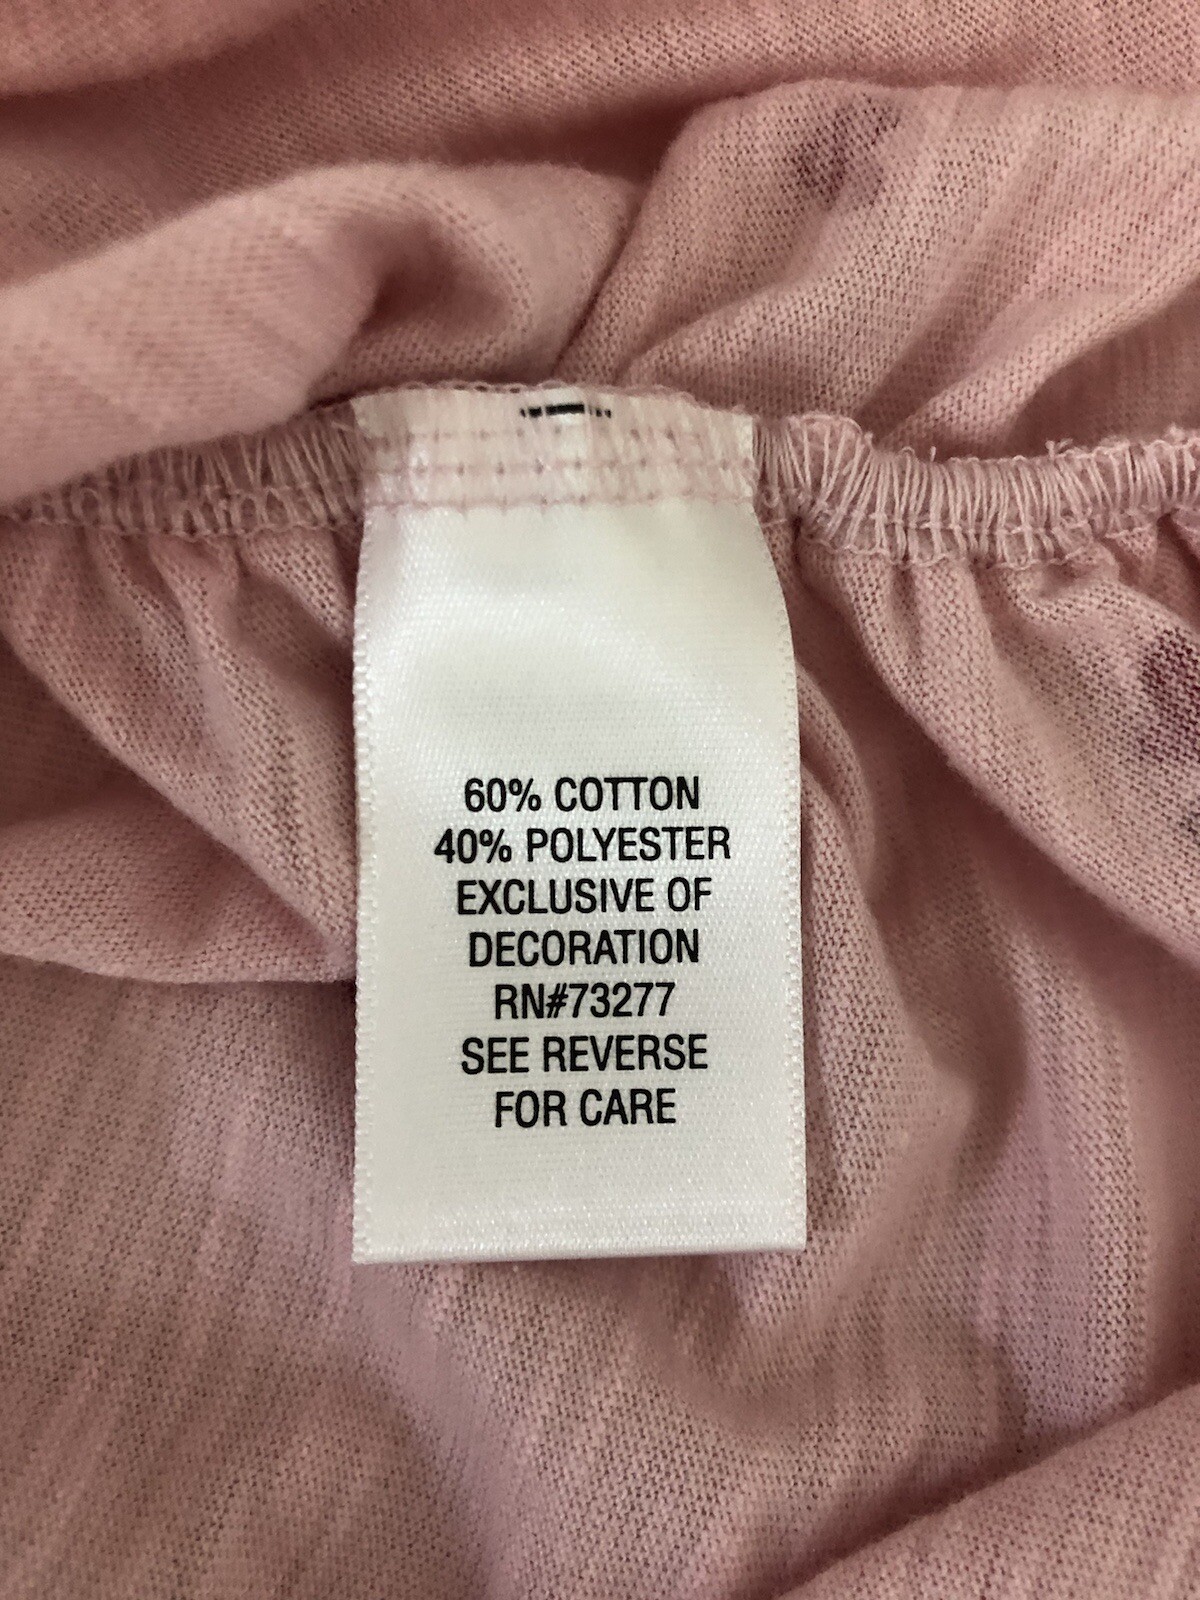 60% COTTON
40% POLYESTER
EXCLUSIVE OF
DECORATION
RN#73277
SEE REVERSE
FOR CARE